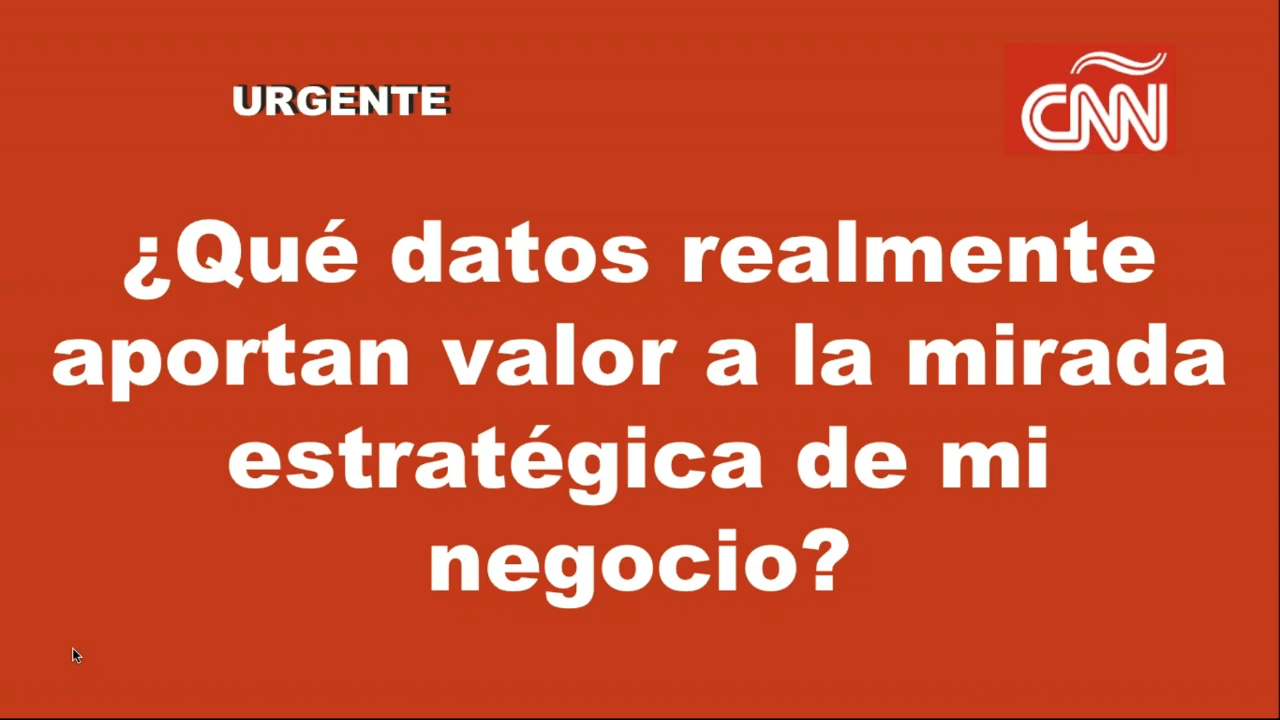 URGENTE
CNN
¿Qué datos realmente
aportan valor a la mirada
estratégica de mi
negocio?